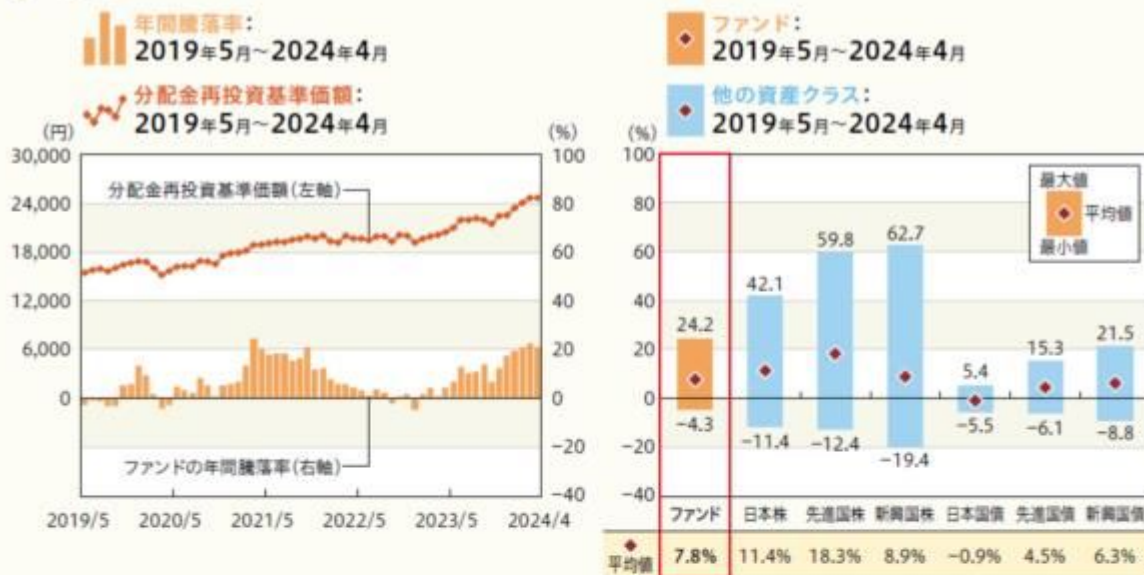 年間騰落率:
2019年5月〜2024年4月
分配金再投資基準価額:
2019年5月〜2024年4月
(円)
(%)
30,000
24,000
18,000
12,000
6,000
0
100
80
60
40
20
0
−20
−40
分配金再投資基準価額(左軸)
ファンドの年間騰落率(右軸)
2019/5 2020/5 2021/5 2022/5 2023/5 2024/4
ファンド:
2019年5月〜2024年4月
他の資産クラス:
2019年5月〜2024年4月
(%)
100
80
60
40
20
0
−20
−40
最大値
平均値
最小値
24.2 42.1 59.8 62.7 5.4 15.3 21.5
−4.3 −11.4 −12.4 −19.4 −5.5 −6.1 −8.8
ファンド 日本株 先進国株 新興国株 日本国債 先進国債 新興国債
平均値 7.8% 11.4% 18.3% 8.9% −0.9% 4.5% 6.3%